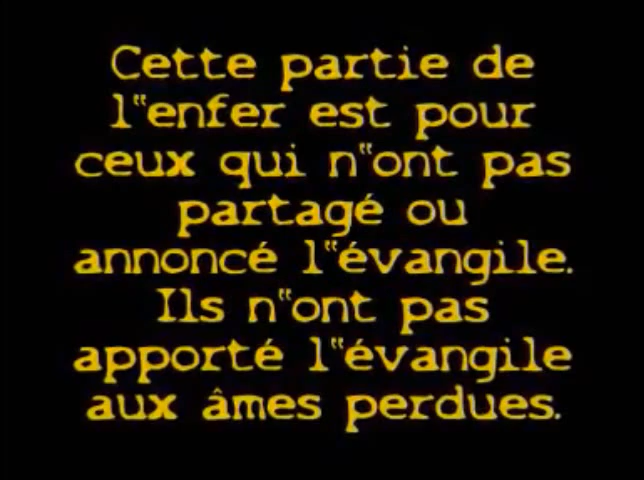 Cette partie de
l"enfer est pour
ceux qui n"ont pas
partagé ou
annoncé l"évangile.
Ils n"ont pas
apporté l"évangile
aux âmes perdues.